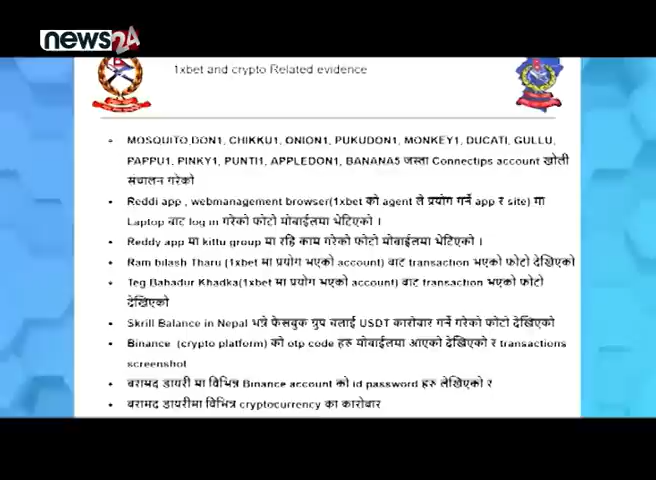 news24
1xbet and crypto Related evidence
• MOSQUITO,DON1, CHIKKU1, ONION1, PUKUDON1, MONKEY1, DUCATI, GULLU,
PAPPU1, PINKY1, PUNTI1, APPLEDON1, BANANA5 जस्ता Connectips account खोली
संचालन गरेको
• Reddi app , webmanagement browser(1xbet को agent ले प्रयोग गर्ने app र site) मा
Laptop बाट log in गरेको फोटो मोबाईलमा भेटिएको ।
• Reddy app मा kittu group मा रहि काम गरेको फोटो मोबाईलमा भेटिएको ।
• Ram bilash Tharu (1xbet मा प्रयोग भएको account) बाट transaction भएको फोटो देखिएको
• Teg Bahadur Khadka(1xbet मा प्रयोग भएको account) बाट transaction भएको फोटो
देखिएको
• Skrill Balance in Nepal भन्ने फेसबुक ग्रुप चलाई USDT कारोबार गर्ने गरेको फोटो देखिएको
• Binance (crypto platform) को otp code हरु मोबाईलमा आएको देखिएको र transactions
screenshot
• बरामद डायरी मा विभिन्न Binance account को id password हरु लेखिएको र
• बरामद डायरीमा विभिन्न cryptocurrency का कारोबार